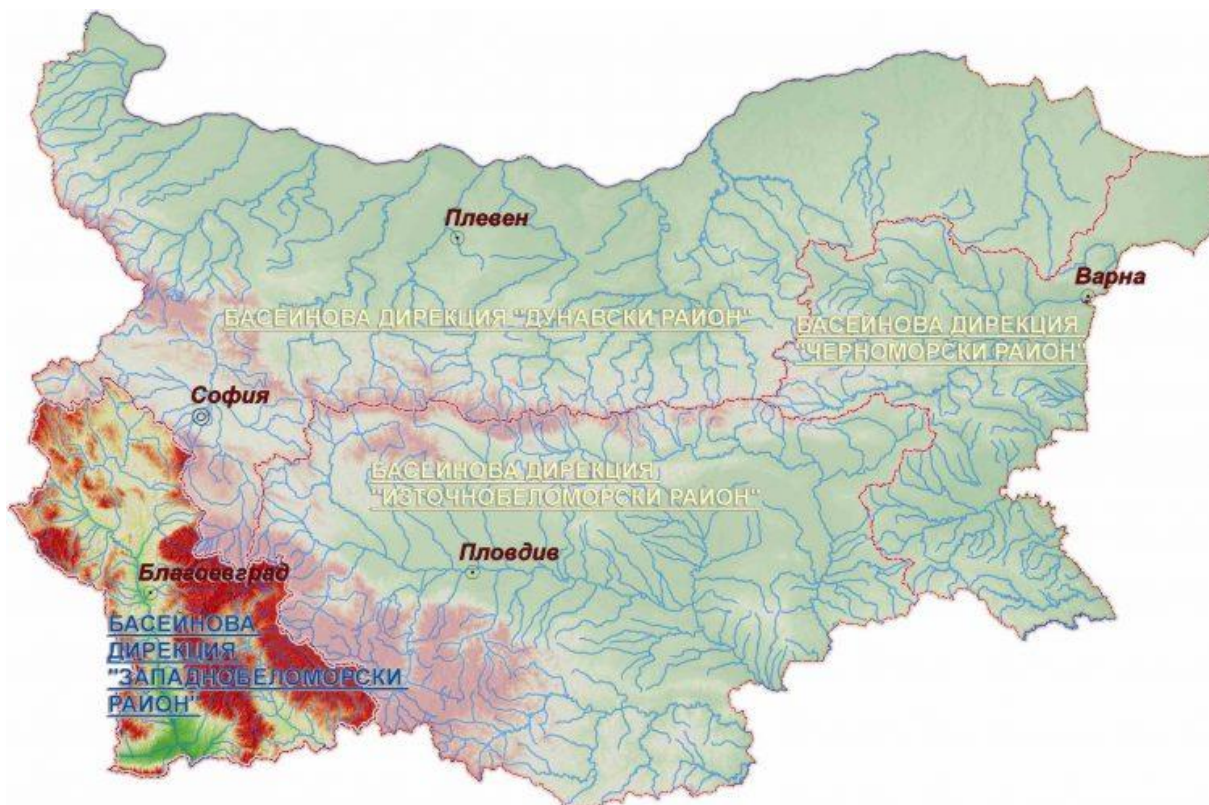 Плевен
Варна
БАСЕЙНОВА ДИРЕКЦИЯ "ДУНАВСКИ РАЙОН"
БАСЕЙНОВА ДИРЕКЦИЯ
"ЧЕРНОМОРСКИ РАЙОН"
София
БАСЕЙНОВА ДИРЕКЦИЯ
"ИЗТОЧНОБЕЛОМОРСКИ РАЙОН"
Пловдив
Благоевград
БАСЕЙНОВА
ДИРЕКЦИЯ
"ЗАПАДНОБЕЛОМОРСКИ
РАЙОН"